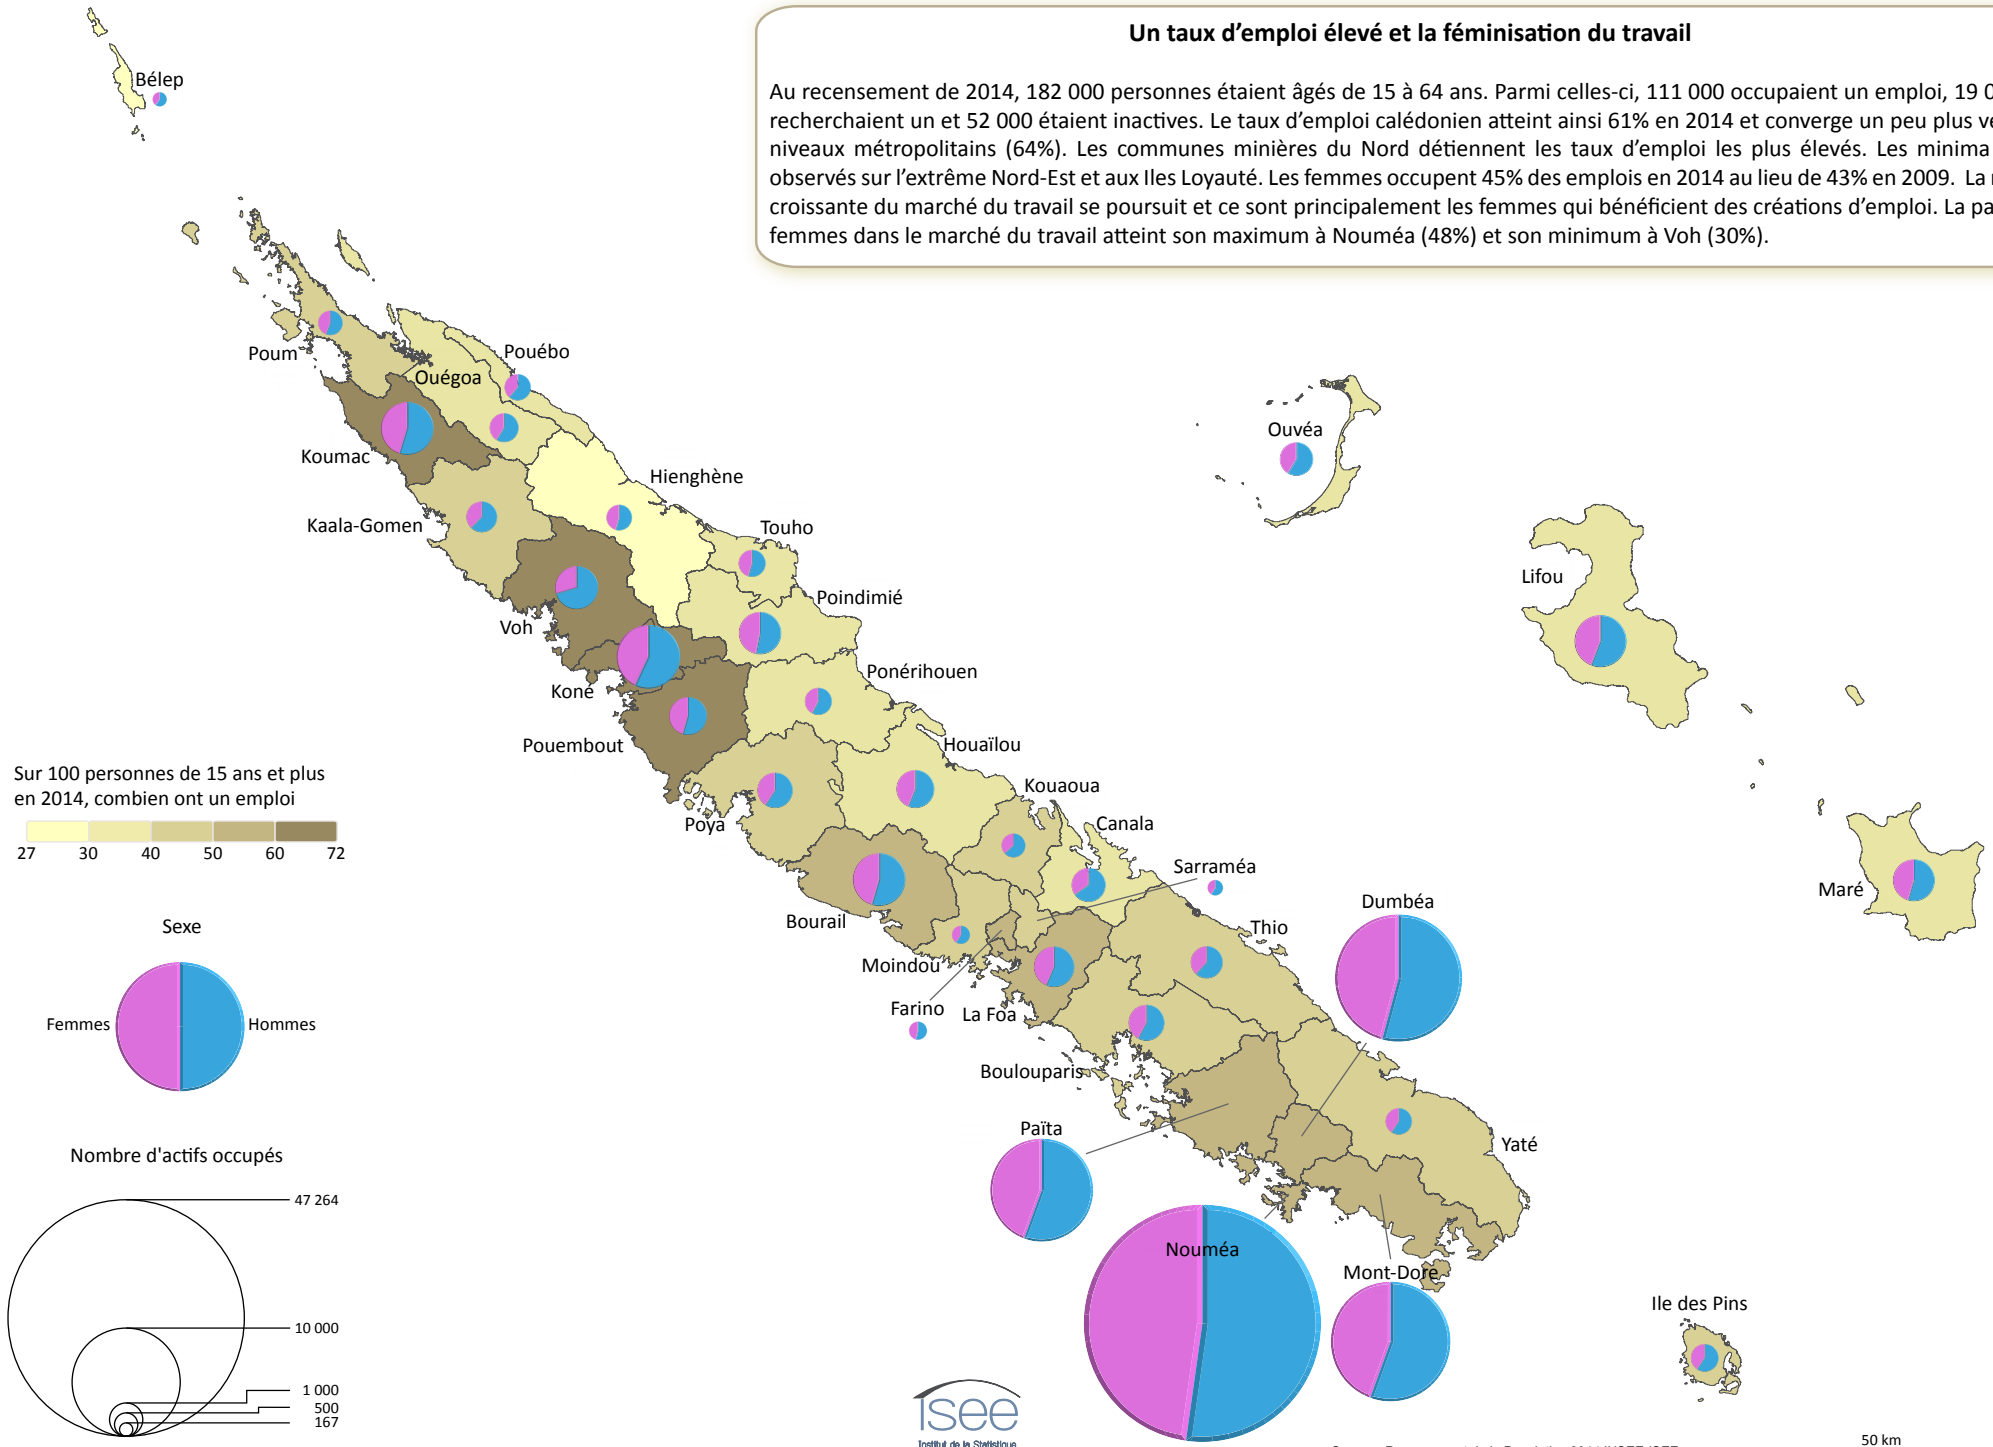 Un taux d’emploi élevé et la féminisation du travail
Au recensement de 2014, 182 000 personnes étaient âgés de 15 à 64 ans. Parmi celles-ci, 111 000 occupaient un emploi, 19 0
recherchaient un et 52 000 étaient inactives. Le taux d’emploi calédonien atteint ainsi 61% en 2014 et converge un peu plus ve
niveaux métropolitains (64%). Les communes minières du Nord détiennent les taux d’emploi les plus élevés. Les minima
observés sur l’extrême Nord-Est et aux Iles Loyauté. Les femmes occupent 45% des emplois en 2014 au lieu de 43% en 2009. La
croissante du marché du travail se poursuit et ce sont principalement les femmes qui bénéficient des créations d’emploi. La pa
femmes dans le marché du travail atteint son maximum à Nouméa (48%) et son minimum à Voh (30%).
Bélep
Poum
Pouébo
Ouégoa
Koumac
Ouvéa
Hienghène
Kaala-Gomen
Touho
Lifou
Poindimié
Voh
Ponérihouen
Koné
Pouembout
Houaïlou
Kouaoua
Poya
Canala
Sarraméa
Maré
Dumbéa
Bourail
Thio
Moindou
Farino
La Foa
Boulouparis
Païta
Yaté
Nouméa
Mont-Dore
Ile des Pins
Sur 100 personnes de 15 ans et plus
en 2014, combien ont un emploi
27 30 40 50 60 72
Sexe
Femmes Hommes
Nombre d'actifs occupés
47 264
10 000
1 000
500
167
isee
Institut de la Statistique
50 km